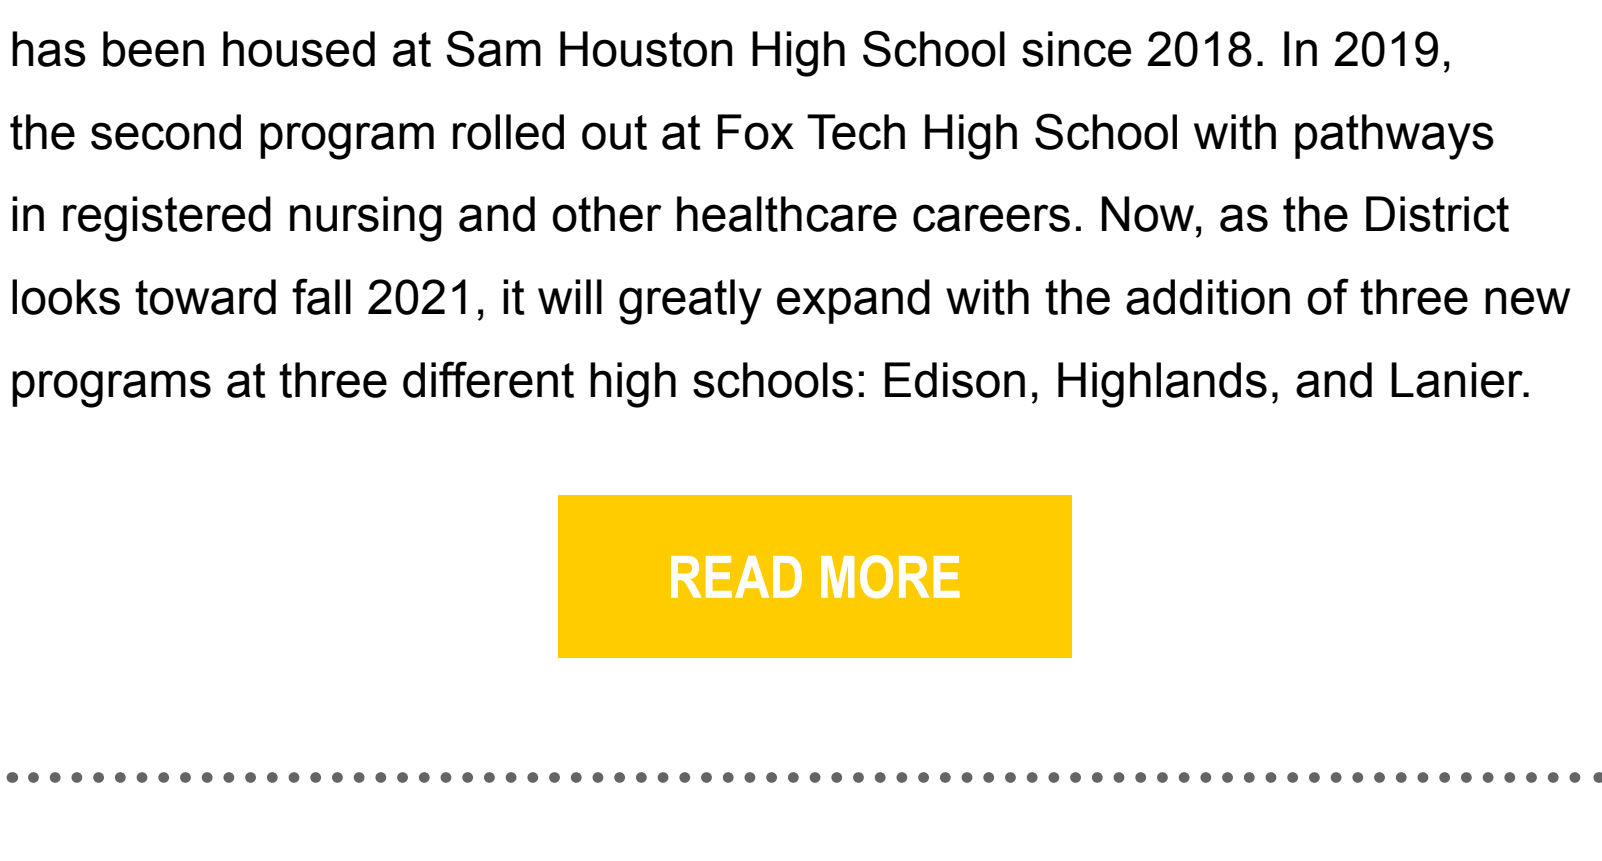 has been housed at Sam Houston High School since 2018. In 2019,
the second program rolled out at Fox Tech High School with pathways
in registered nursing and other healthcare careers. Now, as the District
looks toward fall 2021, it will greatly expand with the addition of three new
programs at three different high schools: Edison, Highlands, and Lanier.
READ MORE